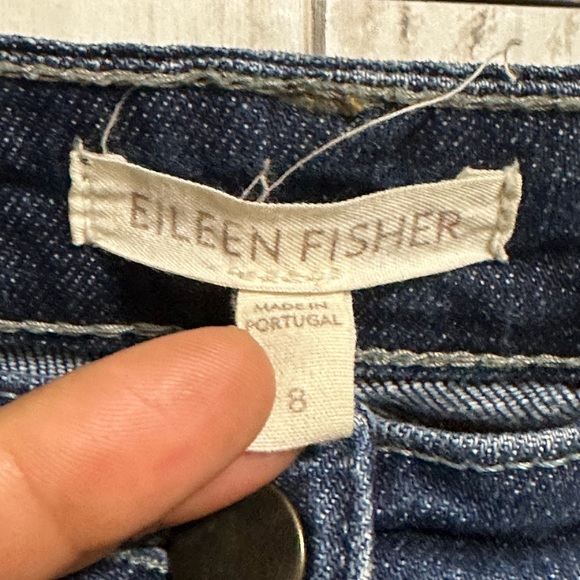 EILEEN FISHER
MADE IN
PORTUGAL
8